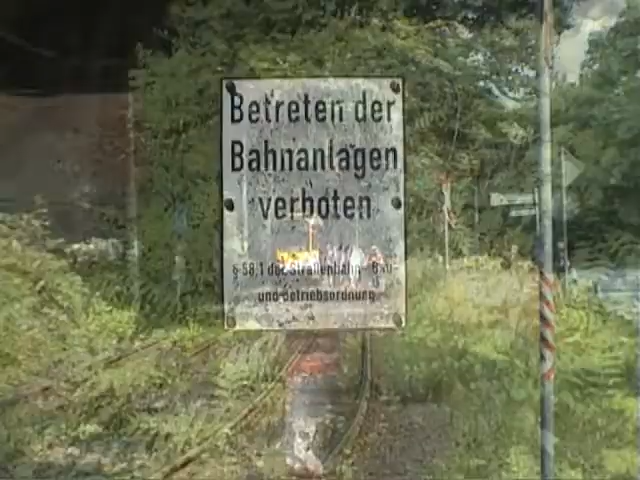 Betreten der
Bahnanlagen
verboten
§ 58,1 der Straßenbahn - Bau-
und Betriebsordnung